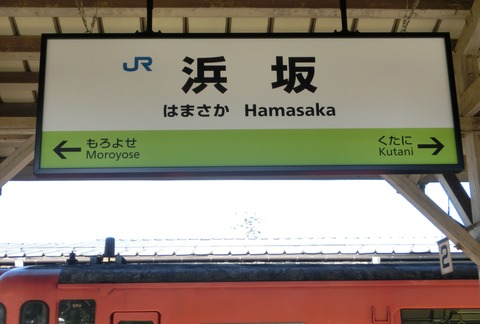 JR 浜坂
はまさか Hamasaka
← もろよせ
Moroyose
くたに →
Kutani
2